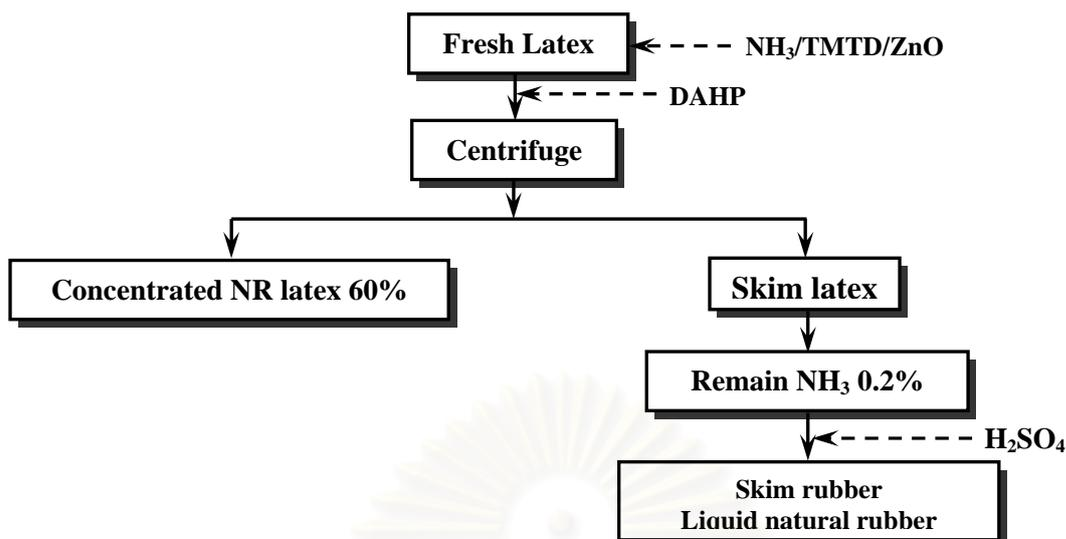 Fresh Latex
NH₃/TMTD/ZnO
DAHP
Centrifuge
Concentrated NR latex 60%
Skim latex
Remain NH₃ 0.2%
H₂SO₄
Skim rubber
Liquid natural rubber